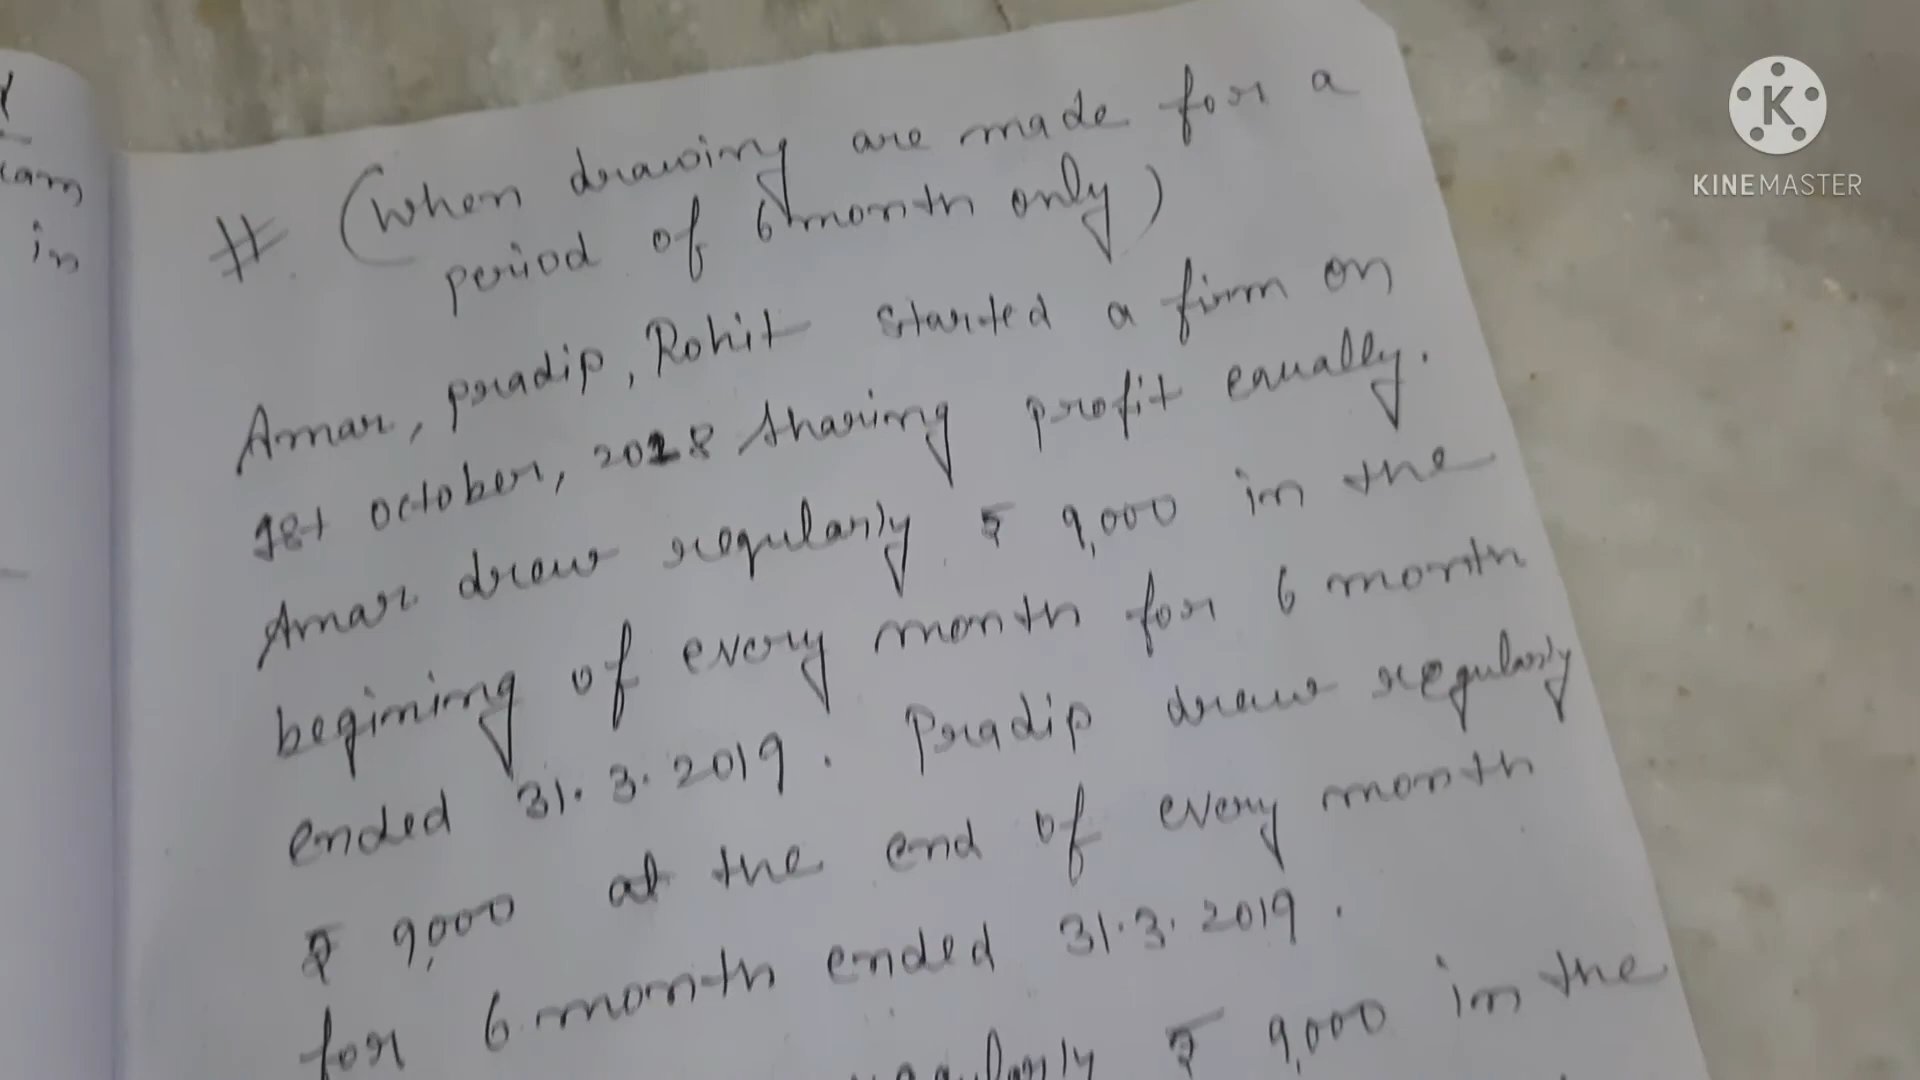 # (When drawing are made for a
period of 6 month only)
Amar, pradip, Rohit started a firm on
1st October, 2018 sharing profit equally.
Amar drew regularly ₹ 9,000 in the
begining of every month for 6 month
ended 31.3.2019. Pradip drew regularly
₹ 9,000 at the end of every month
for 6 month ended 31.3.2019.
regularly ₹ 9,000 in the
in
K
KINEMASTER